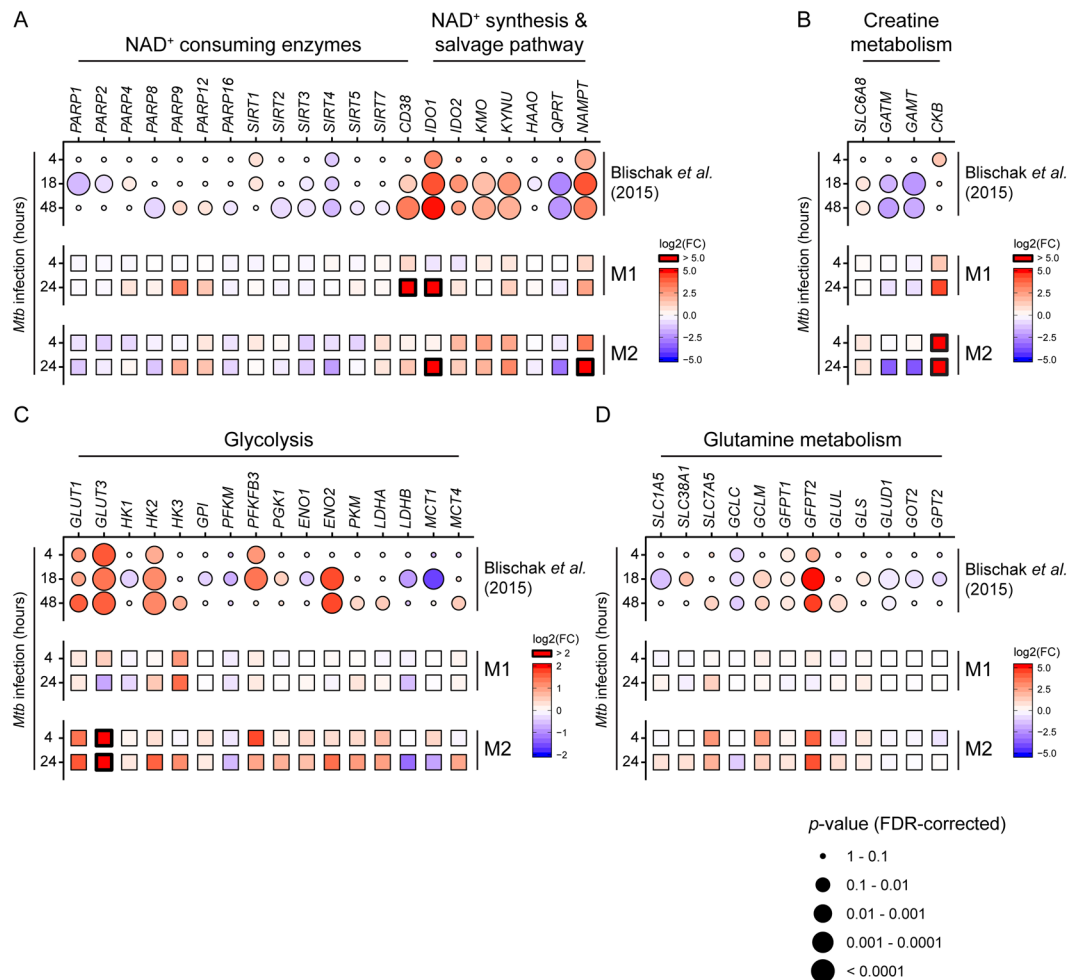 A
NAD+ consuming enzymes
NAD+ synthesis &
salvage pathway
PARP1 PARP2 PARP4 PARP8 PARP9 PARP12 PARP16 SIRT1 SIRT2 SIRT3 SIRT4 SIRT5 SIRT7 CD38 IDO1 IDO2 KMO KYNU HAAO QPRT NAMPT
Mtb infection (hours)
4
18
48
Blischak et al.
(2015)
4
24
M1
4
24
M2
log2(FC)
> 5.0
5.0
2.5
0.0
−2.5
−5.0
B
Creatine
metabolism
SLC6A8 GATM GAMT CKB
Mtb infection (hours)
4
18
48
Blischak et al.
(2015)
4
24
M1
4
24
M2
log2(FC)
> 5.0
5.0
2.5
0.0
−2.5
−5.0
C
Glycolysis
GLUT1 GLUT3 HK1 HK2 HK3 GPI PFKM PFKFB3 PGK1 ENO1 ENO2 PKM LDHA LDHB MCT1 MCT4
Mtb infection (hours)
4
18
48
Blischak et al.
(2015)
4
24
M1
4
24
M2
log2(FC)
> 2
2
1
0
−1
−2
D
Glutamine metabolism
SLC1A5 SLC38A1 SLC7A5 GCLC GCLM GFPT1 GFPT2 GLUL GLS GLUD1 GOT2 GPT2
Mtb infection (hours)
4
18
48
Blischak et al.
(2015)
4
24
M1
4
24
M2
log2(FC)
5.0
2.5
0.0
−2.5
−5.0
p-value (FDR-corrected)
1 - 0.1
0.1 - 0.01
0.01 - 0.001
0.001 - 0.0001
< 0.0001